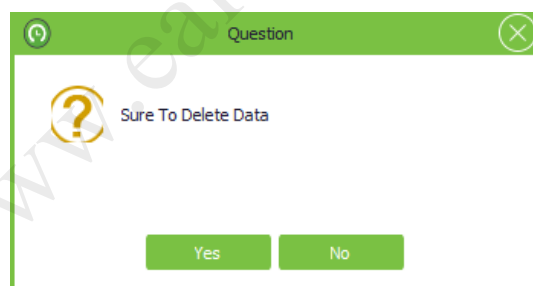 Question
Sure To Delete Data
Yes
No